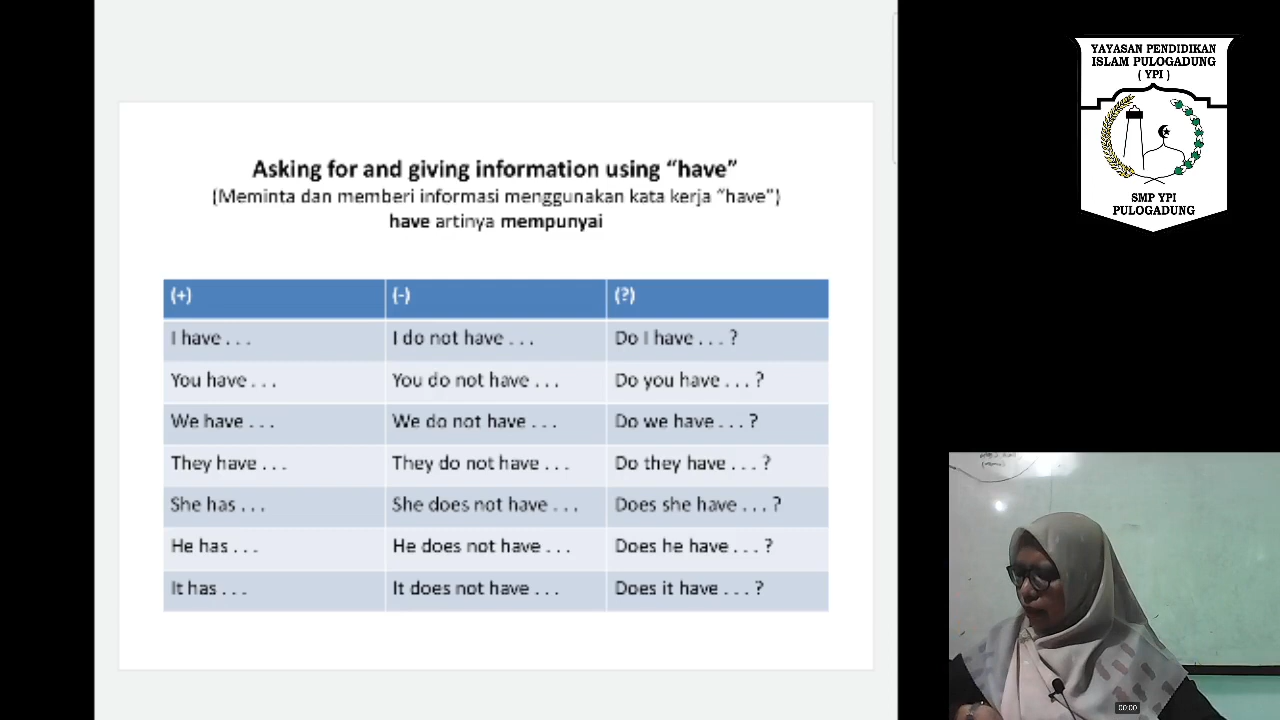 Asking for and giving information using “have”
(Meminta dan memberi informasi menggunakan kata kerja “have”)
have artinya mempunyai
(+) (-) (?)
I have . . . I do not have . . . Do I have . . . ?
You have . . . You do not have . . . Do you have . . . ?
We have . . . We do not have . . . Do we have . . . ?
They have . . . They do not have . . . Do they have . . . ?
She has . . . She does not have . . . Does she have . . . ?
He has . . . He does not have . . . Does he have . . . ?
It has . . . It does not have . . . Does it have . . . ?
YAYASAN PENDIDIKAN
ISLAM PULOGADUNG
( YPI )
SMP YPI
PULOGADUNG
00:00